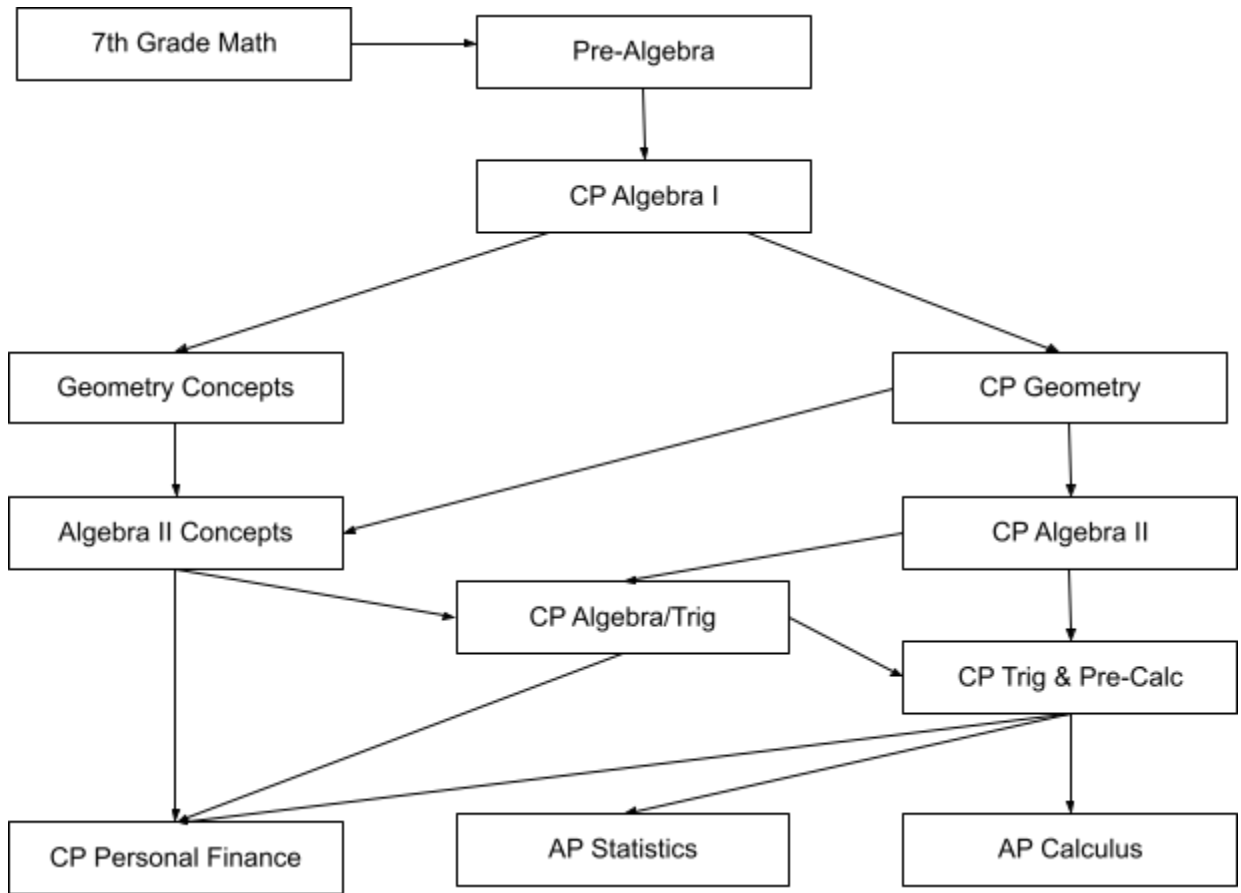 7th Grade Math
Pre-Algebra
CP Algebra I
Geometry Concepts
CP Geometry
Algebra II Concepts
CP Algebra II
CP Algebra/Trig
CP Trig & Pre-Calc
CP Personal Finance
AP Statistics
AP Calculus